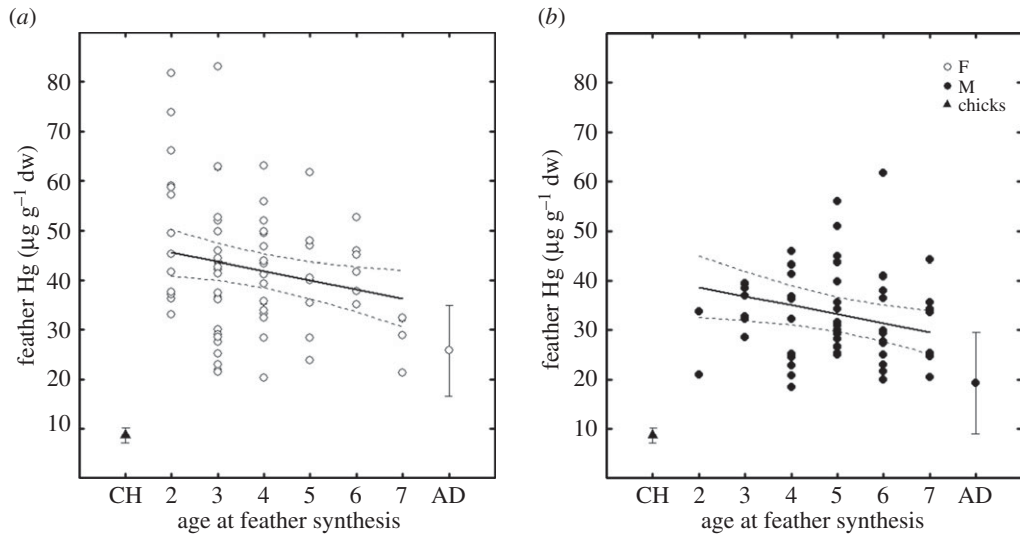 (a)
80
70
60
50
40
30
20
10
feather Hg (µg g⁻¹ dw)
CH 2 3 4 5 6 7 AD
age at feather synthesis
(b)
F
M
chicks
80
70
60
50
40
30
20
10
feather Hg (µg g⁻¹ dw)
CH 2 3 4 5 6 7 AD
age at feather synthesis